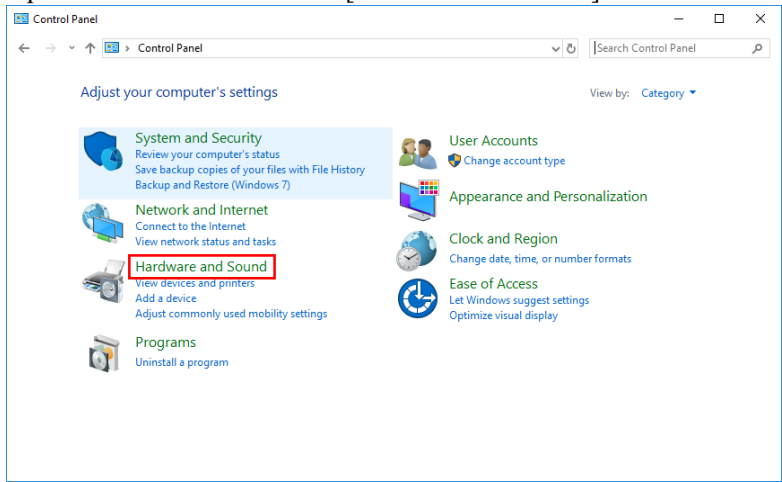 Control Panel
Control Panel
Search Control Panel
Adjust your computer's settings
View by: Category
System and Security
Review your computer's status
Save backup copies of your files with File History
Backup and Restore (Windows 7)
Network and Internet
Connect to the Internet
View network status and tasks
Hardware and Sound
View devices and printers
Add a device
Adjust commonly used mobility settings
Programs
Uninstall a program
User Accounts
Change account type
Appearance and Personalization
Clock and Region
Change date, time, or number formats
Ease of Access
Let Windows suggest settings
Optimize visual display